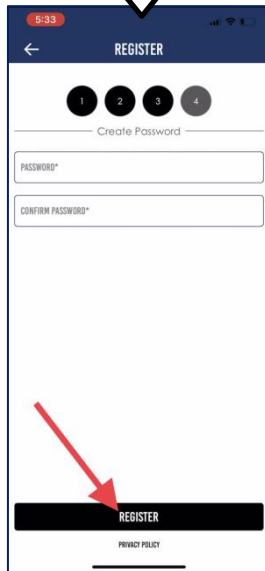 5:33
REGISTER
1 2 3 4
Create Password
PASSWORD*
CONFIRM PASSWORD*
REGISTER
PRIVACY POLICY